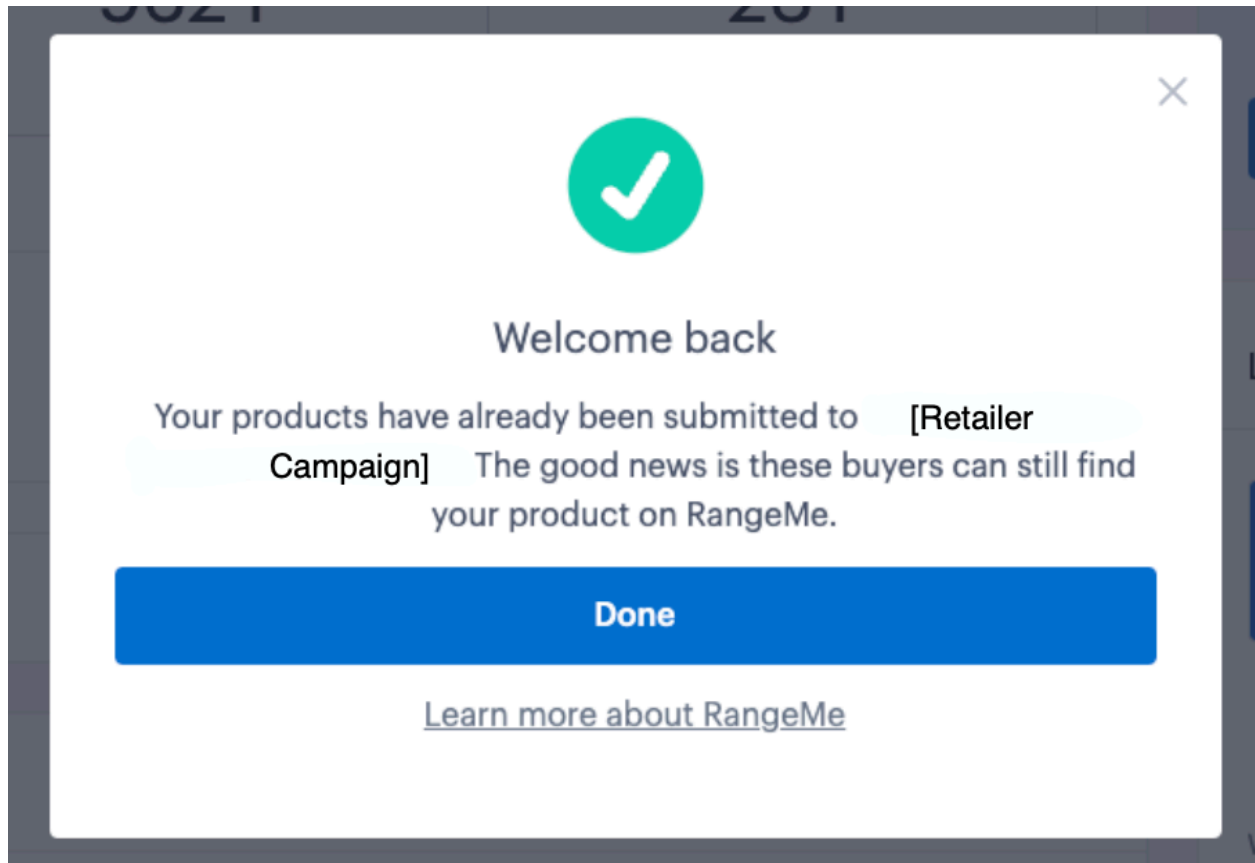 Welcome back
Your products have already been submitted to [Retailer
Campaign] The good news is these buyers can still find
your product on RangeMe.
Done
Learn more about RangeMe